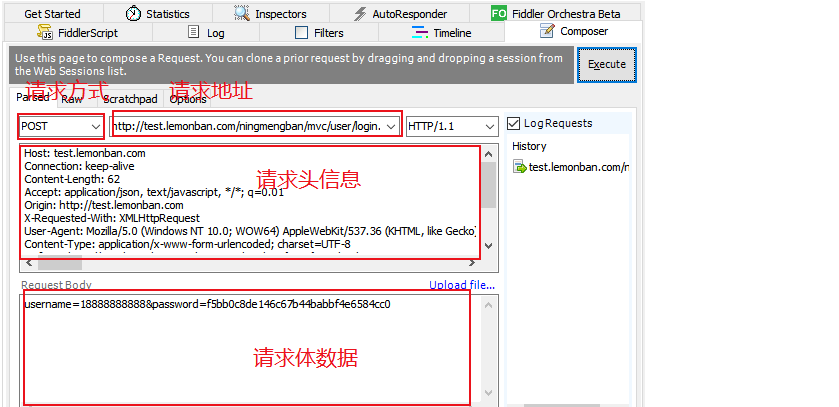 Get Started Statistics Inspectors AutoResponder FO Fiddler Orchestra Beta
FiddlerScript Log Filters Timeline Composer
Use this page to compose a Request. You can clone a prior request by dragging and dropping a session from
the Web Sessions list.
Execute
请求方式 请求地址
Parsed Raw Scratchpad Options
POST http://test.lemonban.com/ningmengban/mvc/user/login. HTTP/1.1 Log Requests
History
test.lemonban.com/n
Host: test.lemonban.com
Connection: keep-alive
Content-Length: 62
Accept: application/json, text/javascript, */*; q=0.01
Origin: http://test.lemonban.com
X-Requested-With: XMLHttpRequest
User-Agent: Mozilla/5.0 (Windows NT 10.0; WOW64) AppleWebKit/537.36 (KHTML, like Gecko)
Content-Type: application/x-www-form-urlencoded; charset=UTF-8
请求头信息
Request Body Upload file...
username=18888888888&password=f5bb0c8de146c67b44babbf4e6584cc0
请求体数据